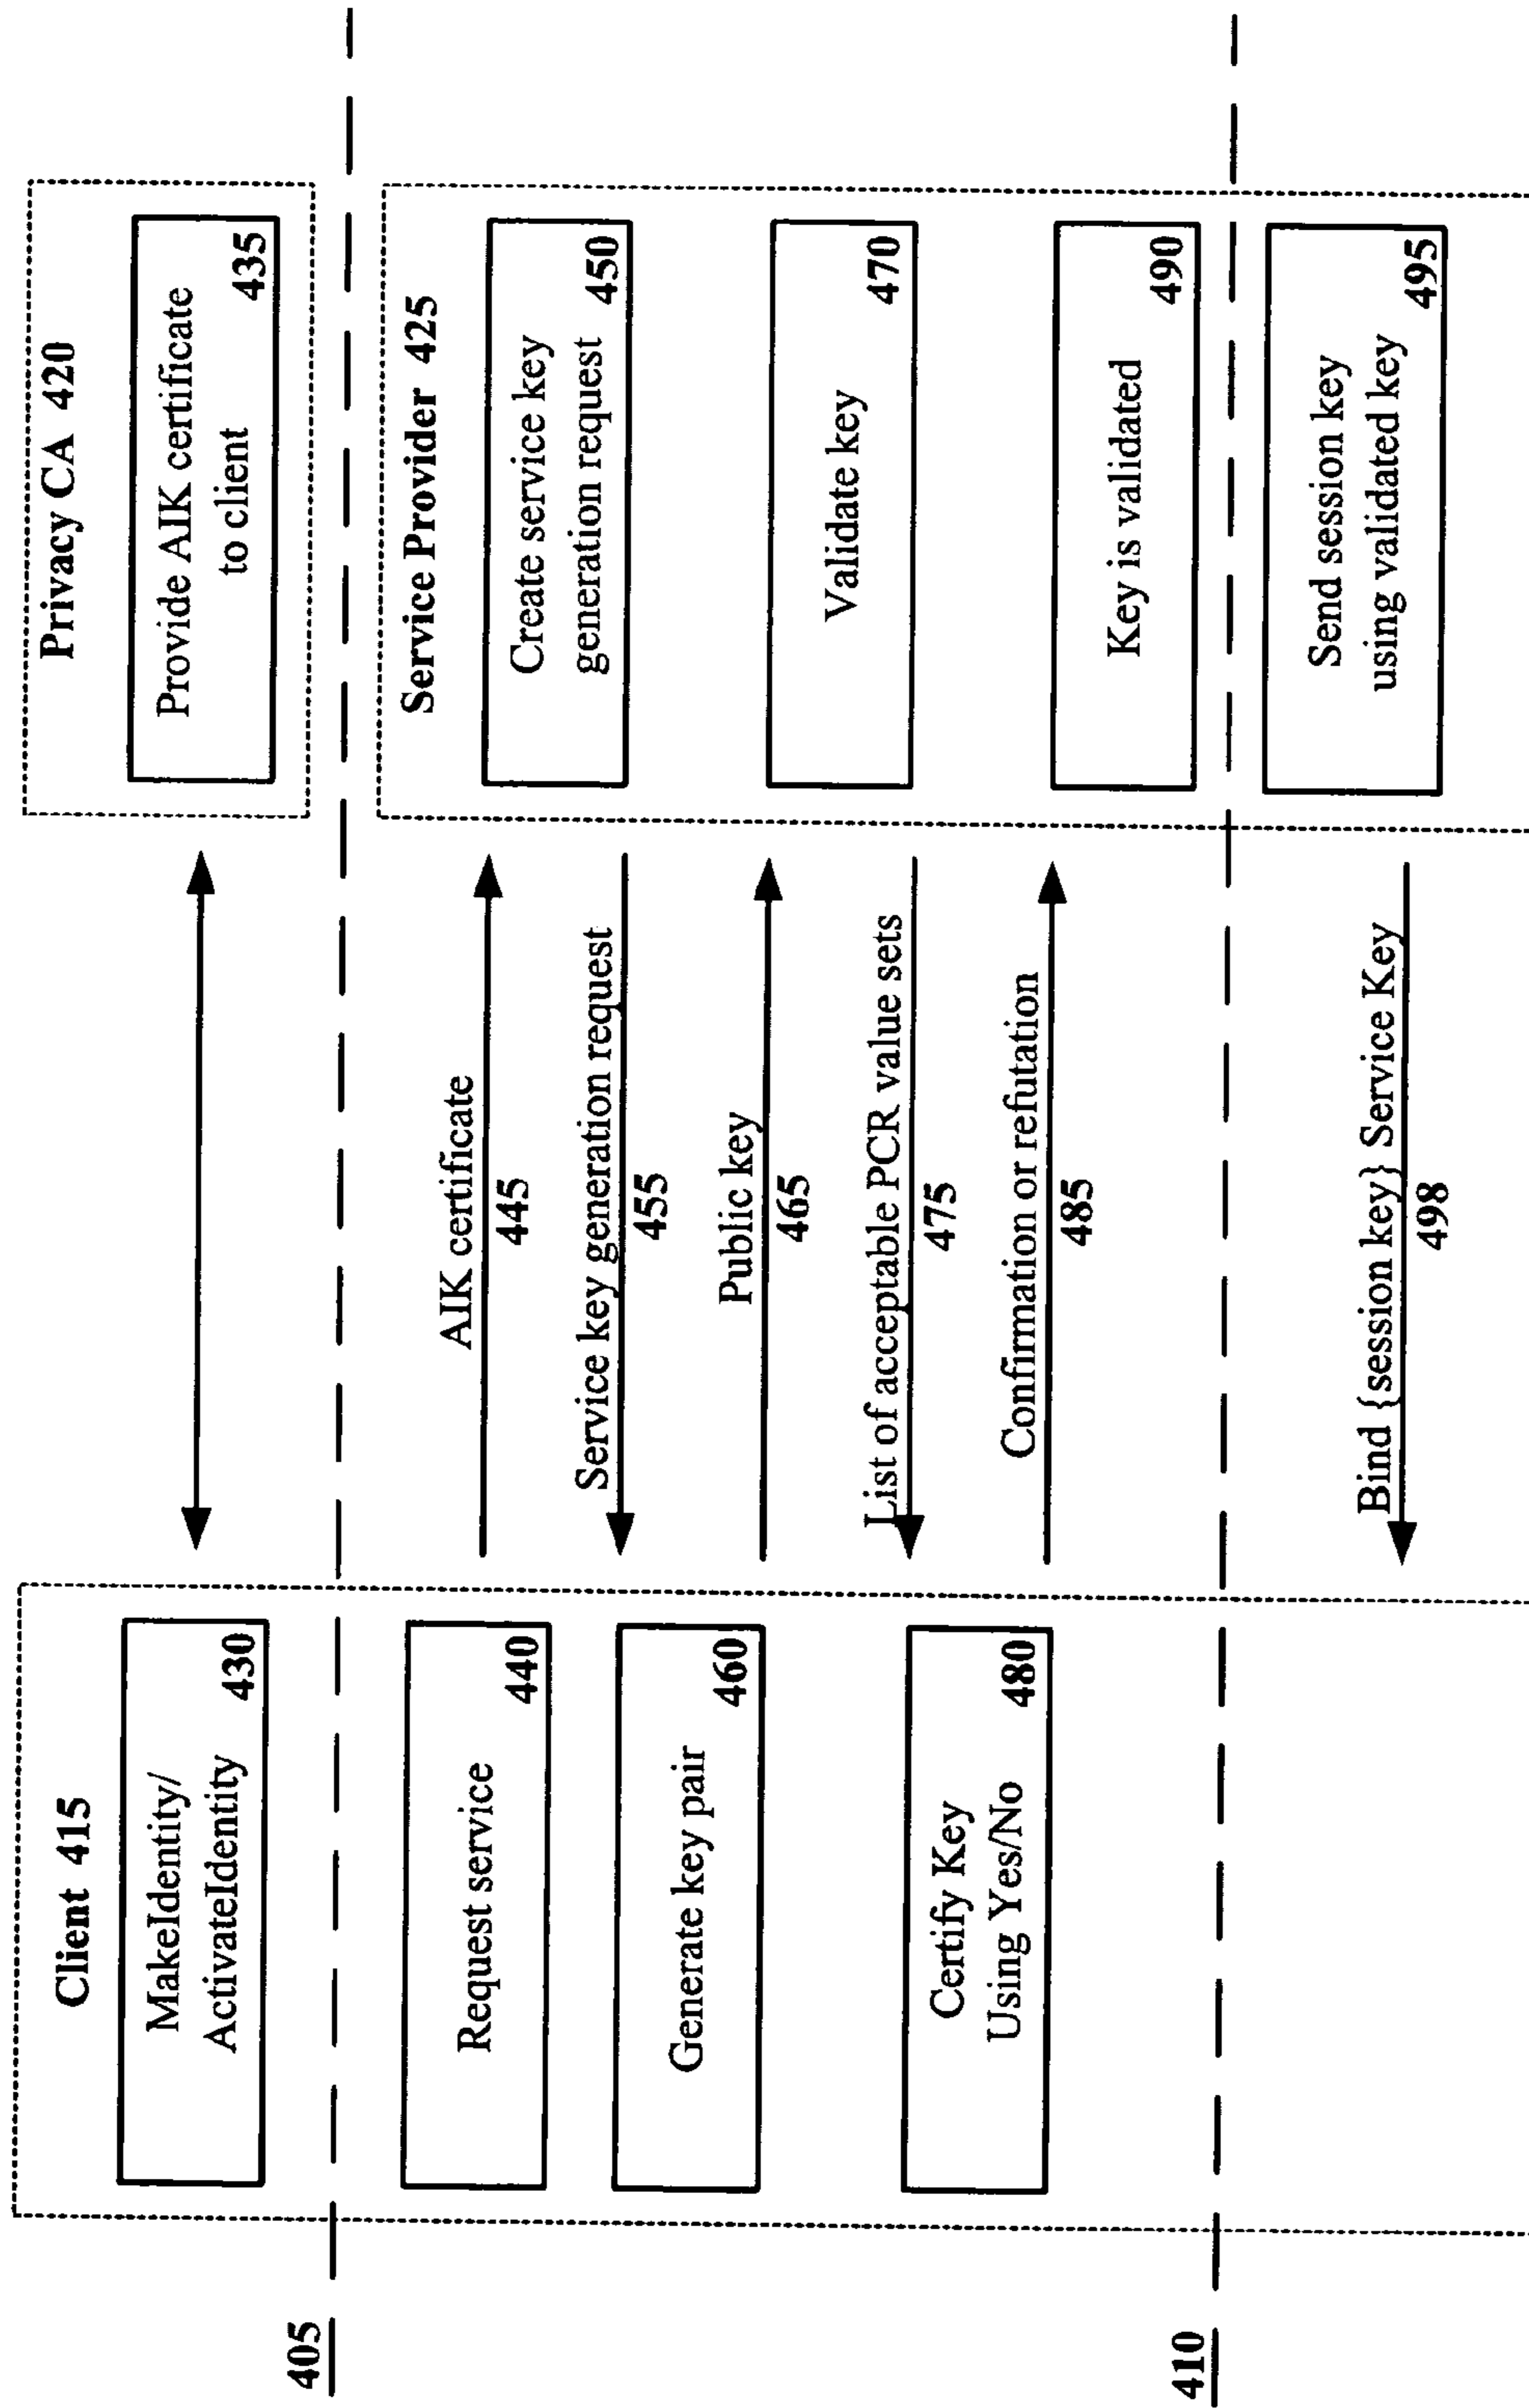 Client 415
Privacy CA 420
MakeIdentity/
ActivateIdentity
430
Provide AIK certificate
to client
435
405
Service Provider 425
Request service
440
AIK certificate
445
Create service key
generation request
450
Service key generation request
455
Generate key pair
460
Public key
465
Validate key
470
List of acceptable PCR value sets
475
Certify Key
Using Yes/No
480
Confirmation or refutation
485
Key is validated
490
410
Send session key
using validated key
495
Bind {session key} Service Key
498